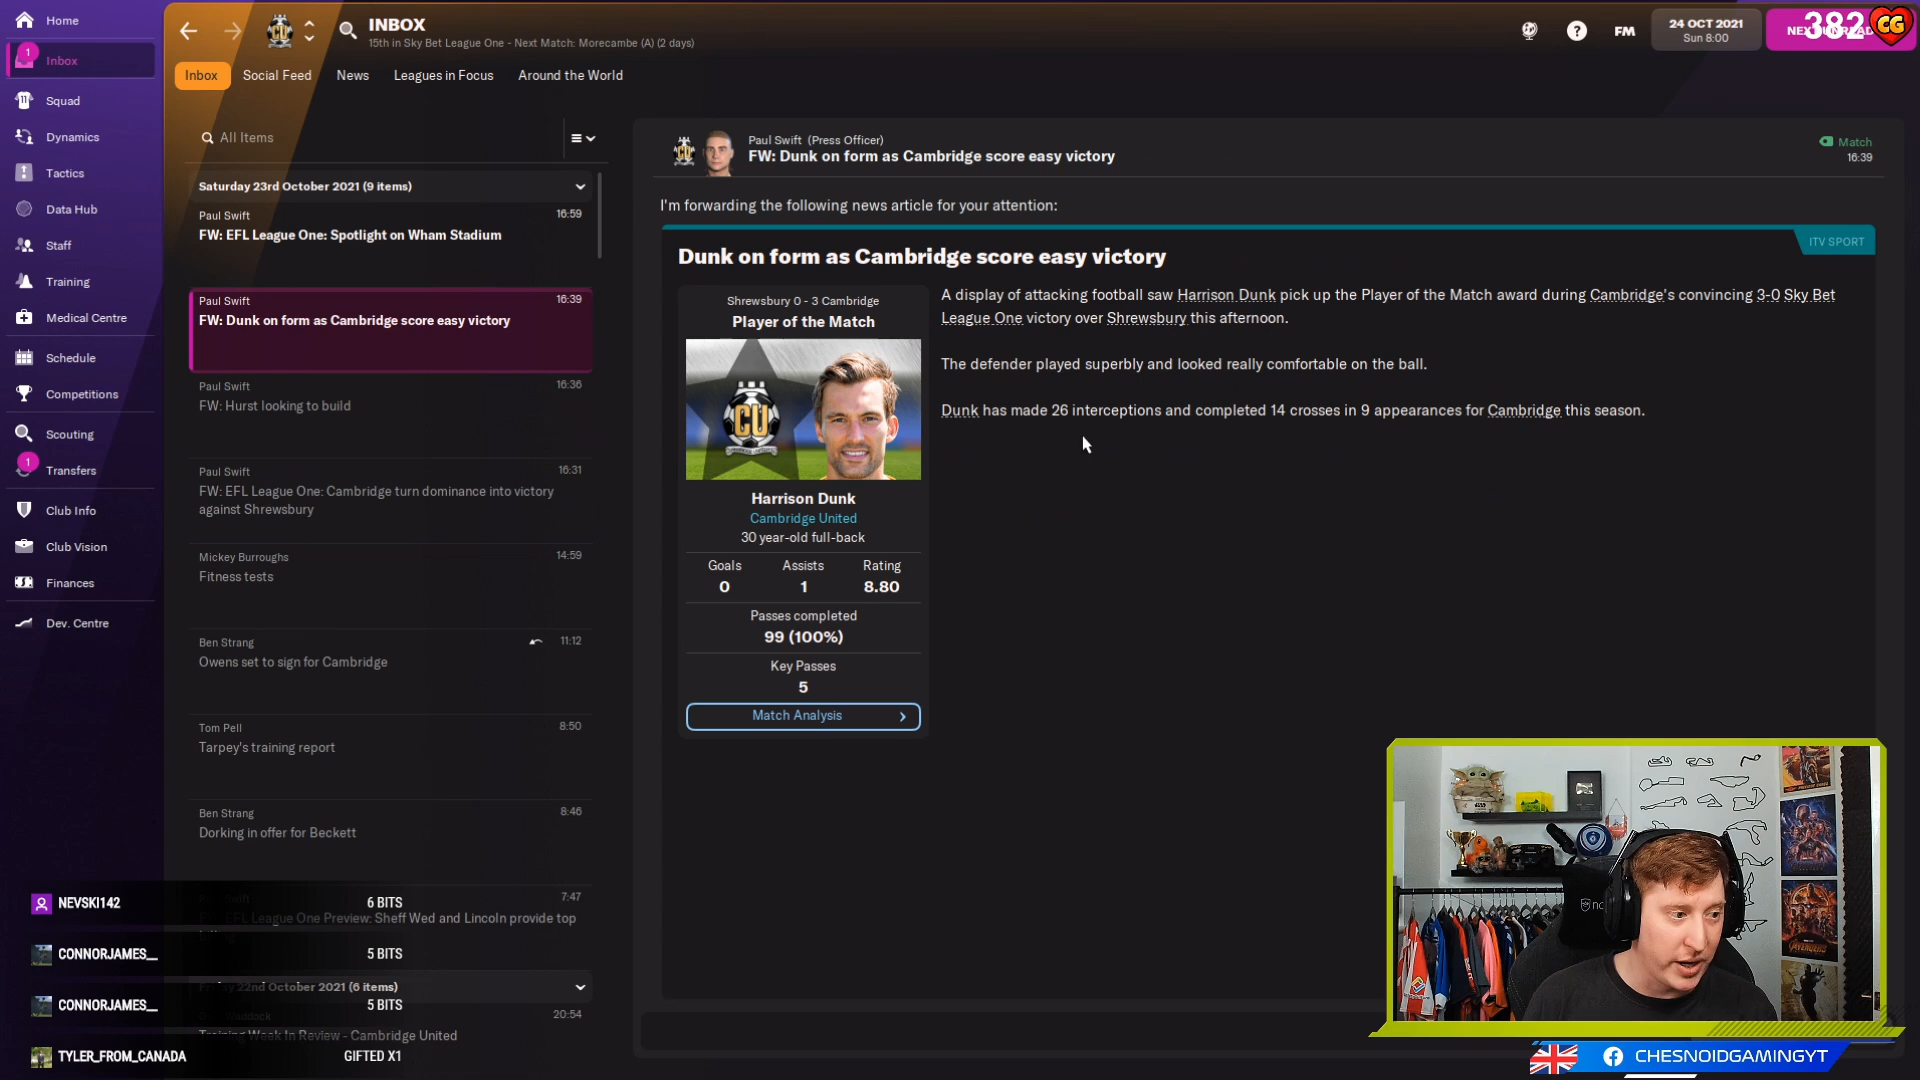 Home
1
Inbox
Squad
Dynamics
Tactics
Data Hub
Staff
Training
Medical Centre
Schedule
Competitions
Scouting
1
Transfers
Club Info
Club Vision
Finances
Dev. Centre
INBOX
15th in Sky Bet League One - Next Match: Morecambe (A) (2 days)
FM
24 OCT 2021
Sun 8:00
382
CG
Inbox
Social Feed
News
Leagues in Focus
Around the World
All Items
Saturday 23rd October 2021 (9 items)
Paul Swift
16:59
FW: EFL League One: Spotlight on Wham Stadium
Paul Swift
16:39
FW: Dunk on form as Cambridge score easy victory
Paul Swift
16:36
FW: Hurst looking to build
Paul Swift
16:31
FW: EFL League One: Cambridge turn dominance into victory
against Shrewsbury
Mickey Burroughs
14:59
Fitness tests
Ben Strang
11:12
Owens set to sign for Cambridge
Tom Pell
8:50
Tarpey's training report
Ben Strang
8:46
Dorking in offer for Beckett
7:47
EFL League One Preview: Sheff Wed and Lincoln provide top
22nd October 2021 (6 items)
20:54
Training Week In Review - Cambridge United
NEVSKI142
6 BITS
CONNORJAMES__
5 BITS
CONNORJAMES__
5 BITS
TYLER_FROM_CANADA
GIFTED X1
Paul Swift (Press Officer)
FW: Dunk on form as Cambridge score easy victory
Match
16:39
I'm forwarding the following news article for your attention:
ITV SPORT
Dunk on form as Cambridge score easy victory
Shrewsbury 0 - 3 Cambridge
Player of the Match
CU
Harrison Dunk
Cambridge United
30 year-old full-back
Goals
Assists
Rating
0
1
8.80
Passes completed
99 (100%)
Key Passes
5
Match Analysis
A display of attacking football saw Harrison Dunk pick up the Player of the Match award during Cambridge's convincing 3-0 Sky Bet
League One victory over Shrewsbury this afternoon.
The defender played superbly and looked really comfortable on the ball.
Dunk has made 26 interceptions and completed 14 crosses in 9 appearances for Cambridge this season.
CHESNOIDGAMINGYT